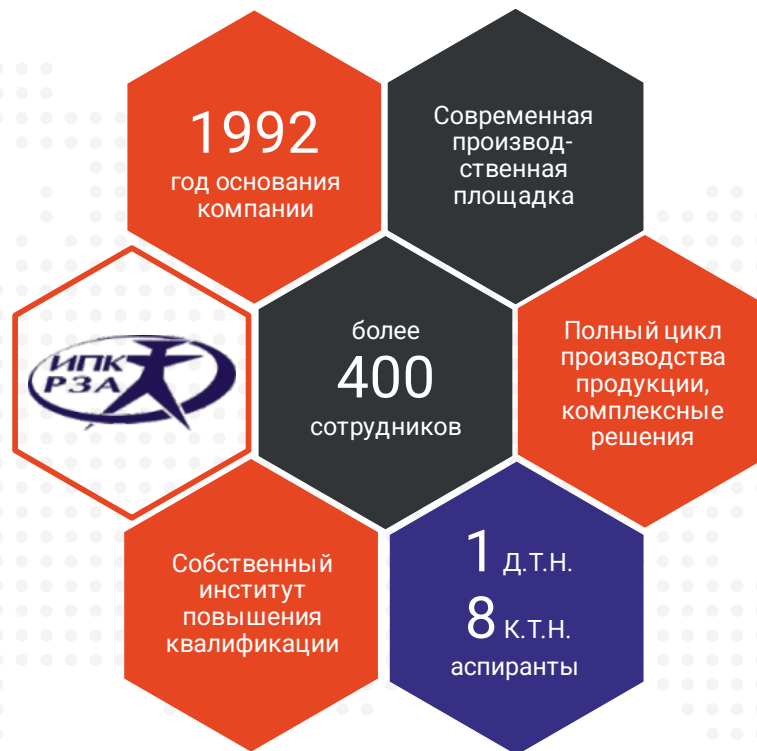 1992
год основания
компании
Современная
производ-
ственная
площадка
ИПК
РЗА
более
400
сотрудников
Полный цикл
производства
продукции,
комплексные
решения
Собственный
институт
повышения
квалификации
1 Д.Т.Н.
8 К.Т.Н.
аспиранты